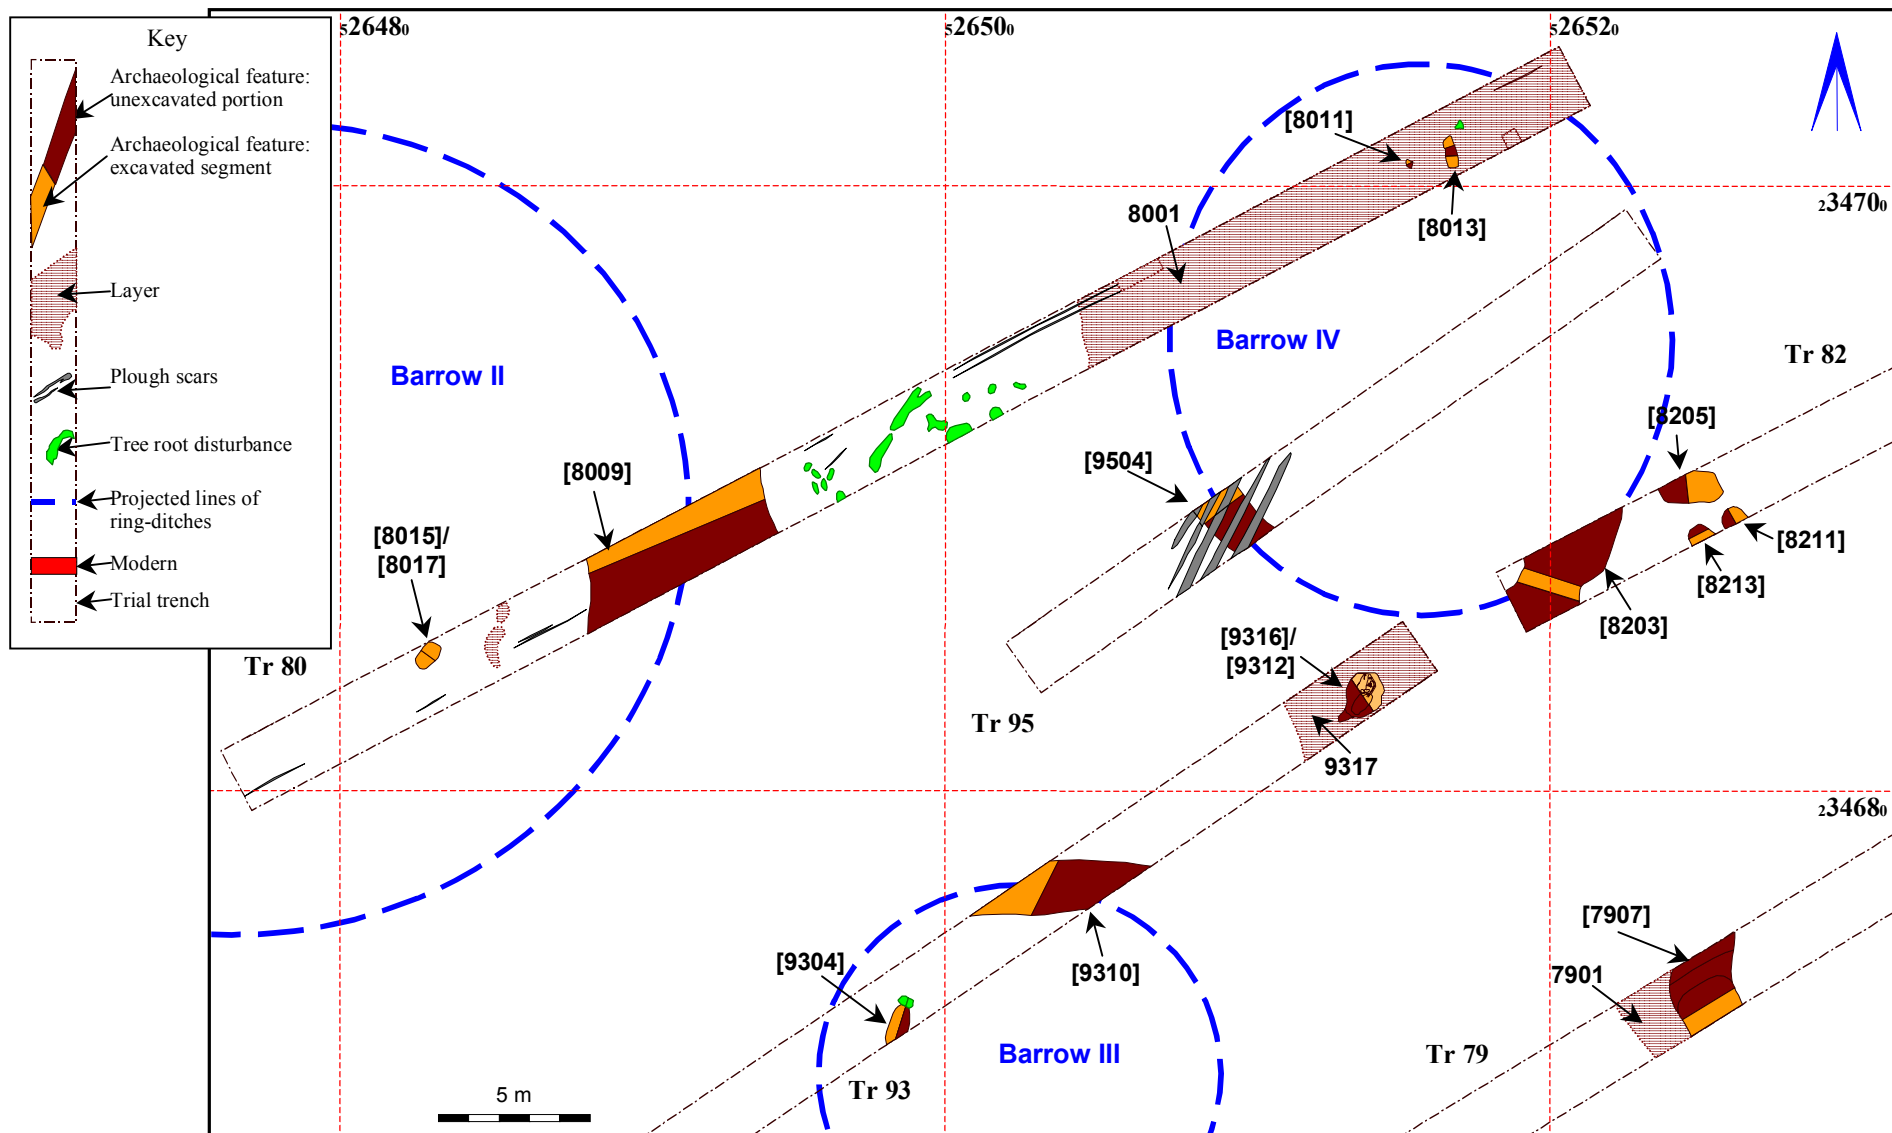 Key
Archaeological feature:
unexcavated portion
Archaeological feature:
excavated segment
Layer
Plough scars
Tree root disturbance
Projected lines of
ring-ditches
Modern
Trial trench
526480
526500
526520
[8011]
[8013]
8001
234700
Barrow II
Barrow IV
Tr 82
[8205]
[9504]
[8009]
[8015]/
[8017]
[8211]
[8213]
[8203]
[9316]/
[9312]
Tr 80
Tr 95
9317
234680
[7907]
7901
[9304]
[9310]
Barrow III
Tr 79
Tr 93
5 m